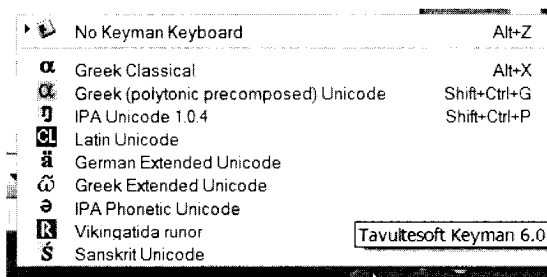 No Keyman Keyboard Alt+Z
α Greek Classical Alt+X
α Greek (polytonic precomposed) Unicode Shift+Ctrl+G
ŋ IPA Unicode 1.0.4 Shift+Ctrl+P
CL Latin Unicode
ä German Extended Unicode
ῶ Greek Extended Unicode
ə IPA Phonetic Unicode
R Vikingatida runor
Ś Sanskrit Unicode
Tavultesoft Keyman 6.0